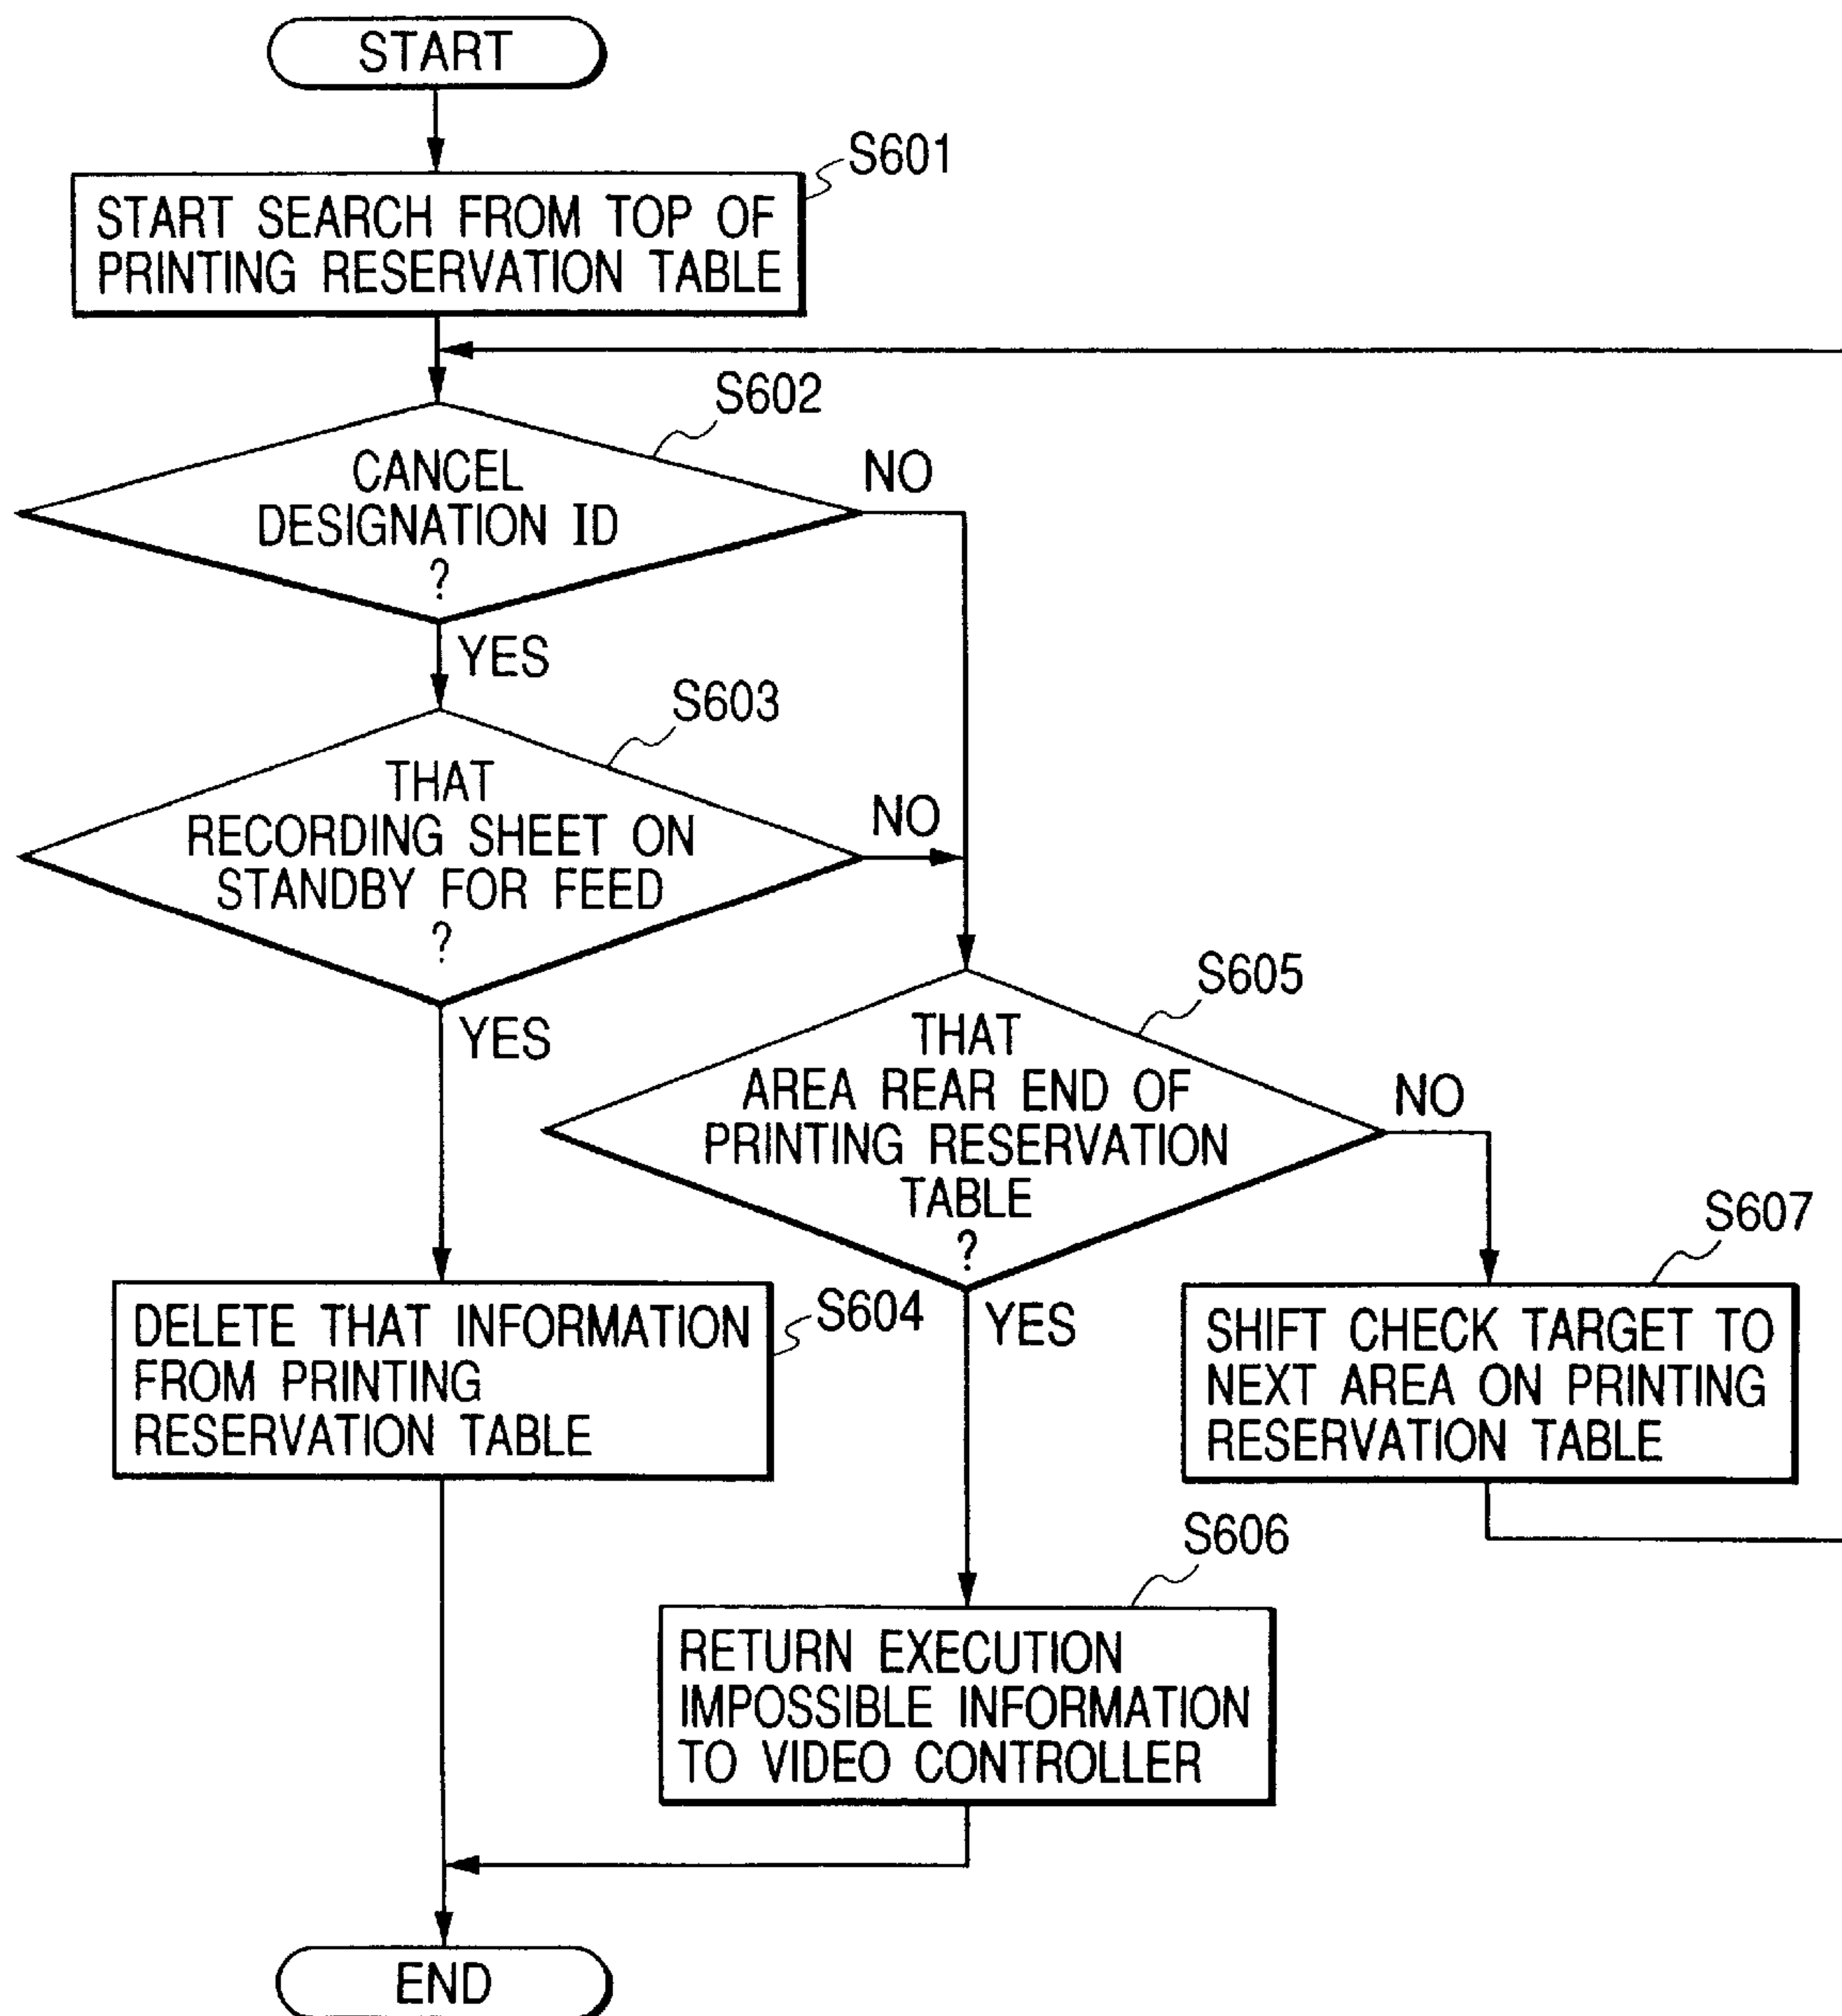 START
S601
START SEARCH FROM TOP OF
PRINTING RESERVATION TABLE
S602
CANCEL
DESIGNATION ID
?
NO
YES
S603
THAT
RECORDING SHEET ON
STANDBY FOR FEED
?
NO
YES
S605
THAT
AREA REAR END OF
PRINTING RESERVATION
TABLE
?
NO
YES
S604
DELETE THAT INFORMATION
FROM PRINTING
RESERVATION TABLE
S607
SHIFT CHECK TARGET TO
NEXT AREA ON PRINTING
RESERVATION TABLE
S606
RETURN EXECUTION
IMPOSSIBLE INFORMATION
TO VIDEO CONTROLLER
END